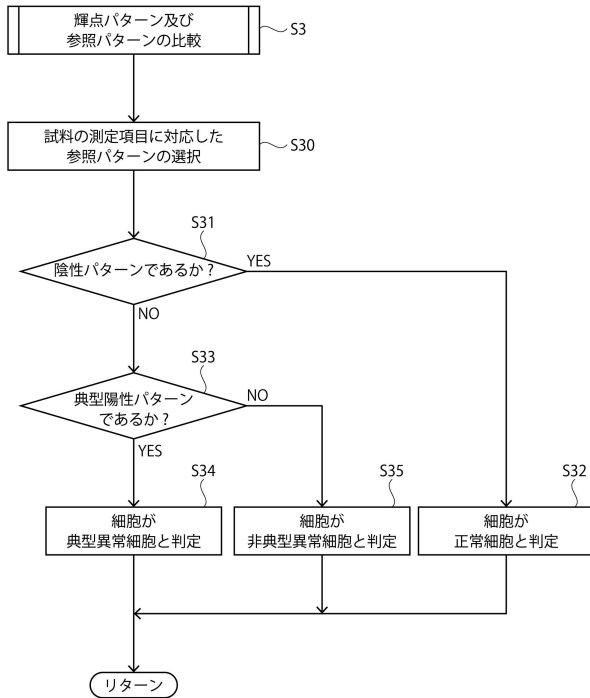 輝点パターン及び
参照パターンの比較
S3
試料の測定項目に対応した
参照パターンの選択
S30
S31
陰性パターンであるか？
YES
NO
S33
典型陽性パターン
であるか？
NO
YES
S34
細胞が
典型異常細胞と判定
S35
細胞が
非典型異常細胞と判定
S32
細胞が
正常細胞と判定
リターン